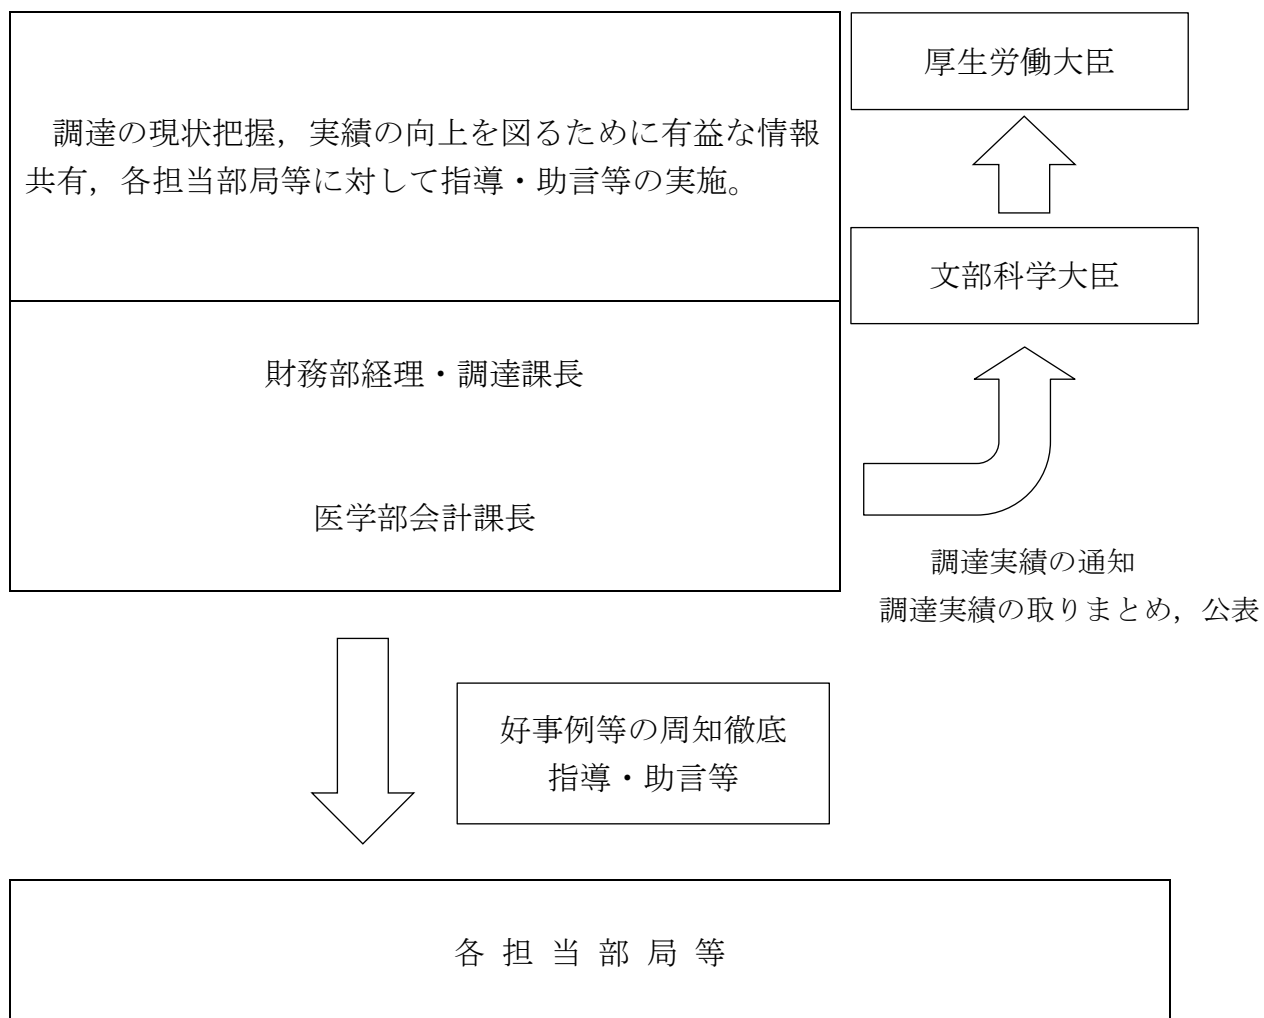 調達の現状把握，実績の向上を図るために有益な情報
共有，各担当部局等に対して指導・助言等の実施。
財務部経理・調達課長
医学部会計課長
厚生労働大臣
文部科学大臣
調達実績の通知
調達実績の取りまとめ，公表
好事例等の周知徹底
指導・助言等
各担当部局等